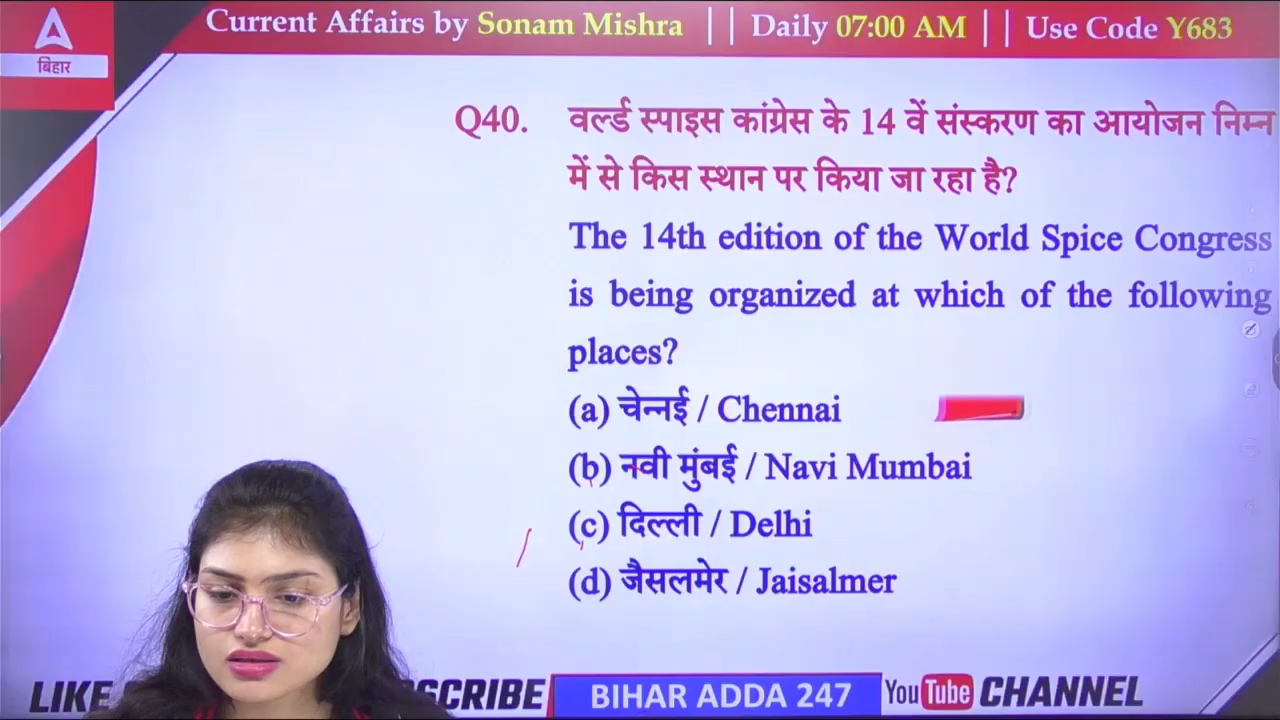 Current Affairs by Sonam Mishra || Daily 07:00 AM || Use Code Y683
बिहार
Q40. वर्ल्ड स्पाइस कांग्रेस के 14 वें संस्करण का आयोजन निम्न
में से किस स्थान पर किया जा रहा है?
The 14th edition of the World Spice Congress
is being organized at which of the following
places?
(a) चेन्नई / Chennai
(b) नवी मुंबई / Navi Mumbai
(c) दिल्ली / Delhi
(d) जैसलमेर / Jaisalmer
LIKE SCRIBE BIHAR ADDA 247 YouTube CHANNEL